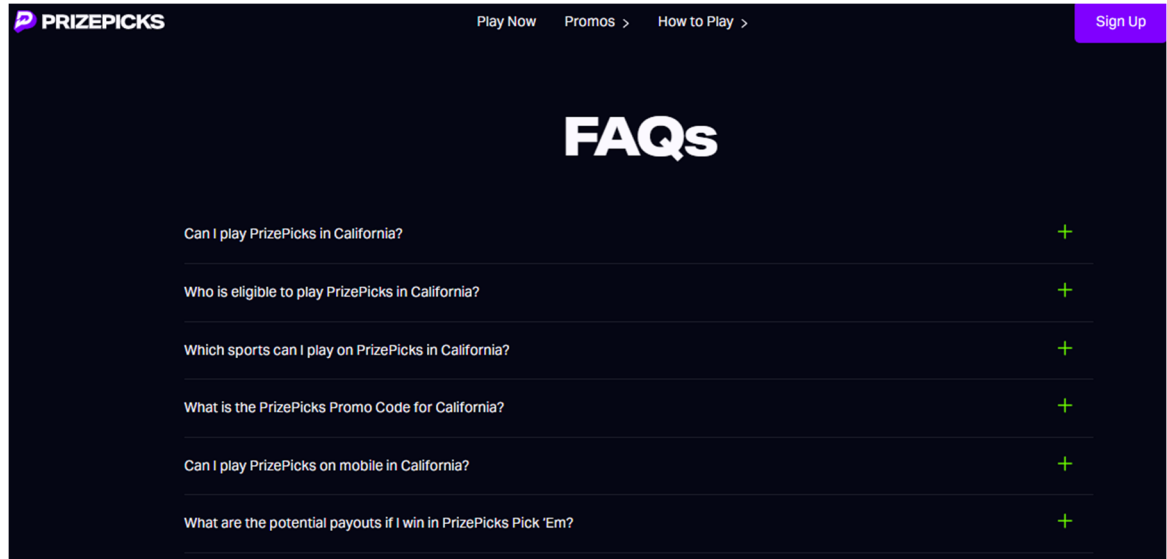 PRIZEPICKS Play Now Promos > How to Play > Sign Up
FAQs
Can I play PrizePicks in California? +
Who is eligible to play PrizePicks in California? +
Which sports can I play on PrizePicks in California? +
What is the PrizePicks Promo Code for California? +
Can I play PrizePicks on mobile in California? +
What are the potential payouts if I win in PrizePicks Pick ‘Em? +